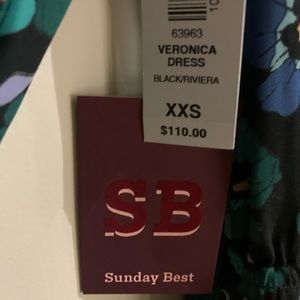 63963
VERONICA
DRESS
BLACK/RIVIERA
XXS
$110.00
SB
Sunday Best